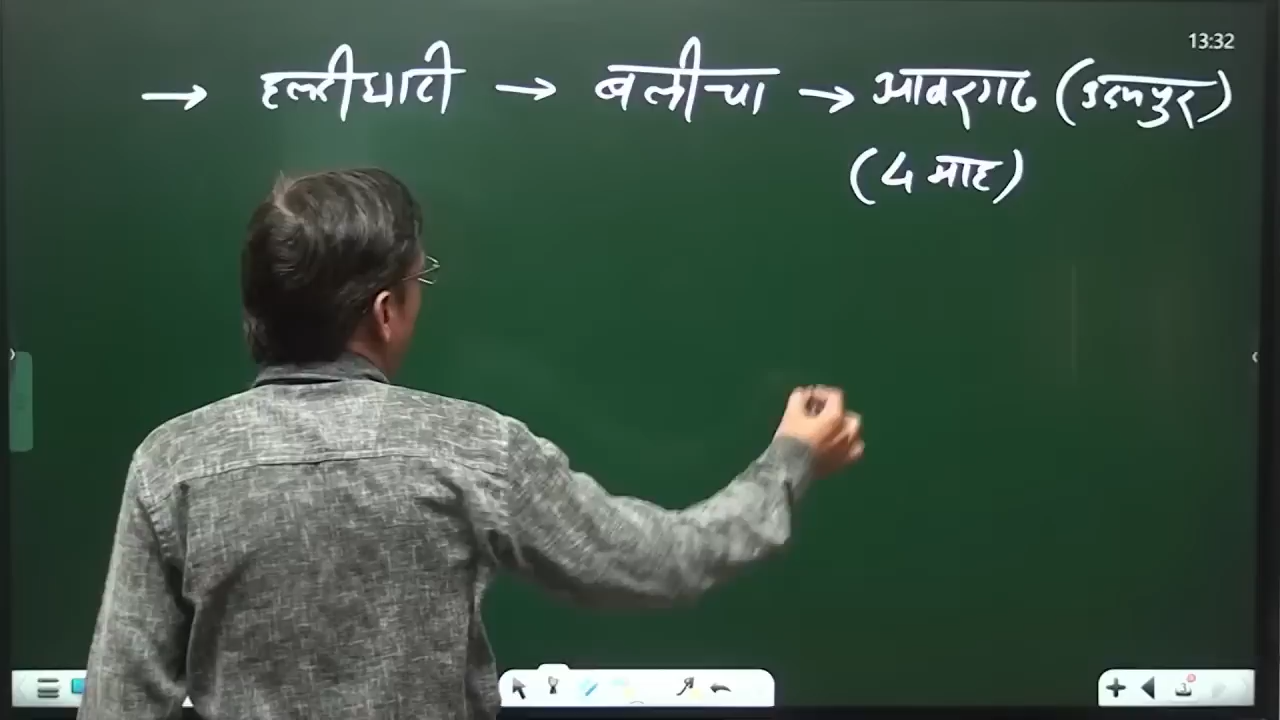 13:32
→ हल्दीघाटी → बलीचा → आवरगढ (उदयपुर)
(4 माह)